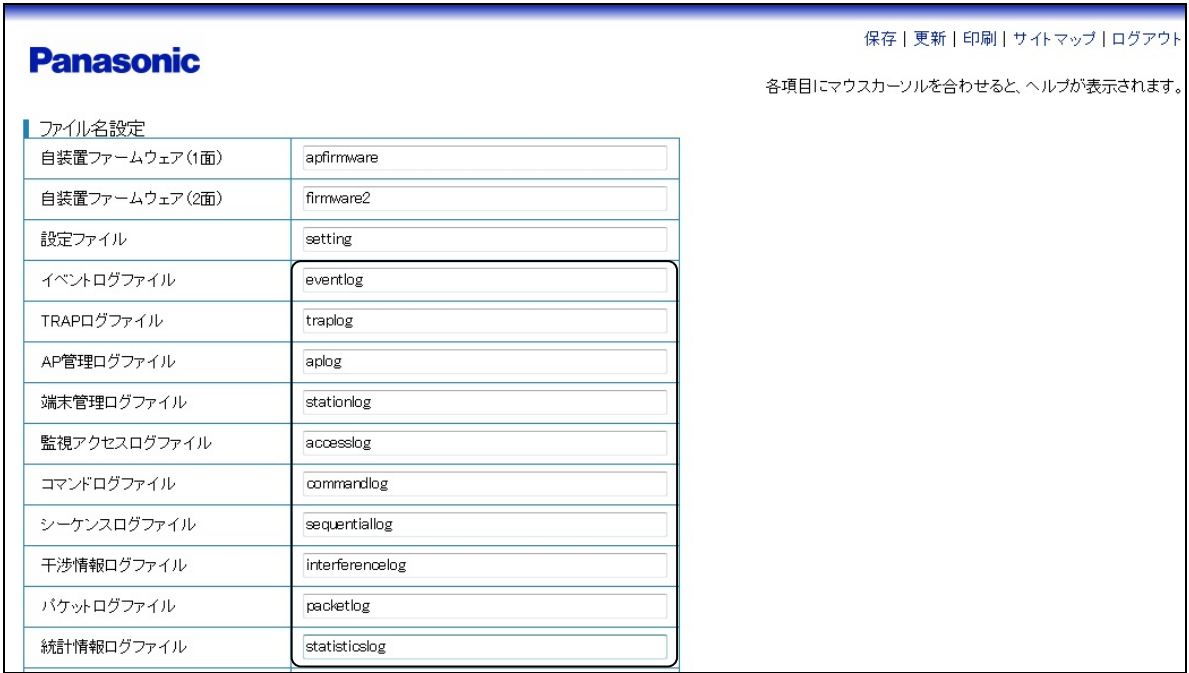 Panasonic
保存 | 更新 | 印刷 | サイトマップ | ログアウト
各項目にマウスカーソルを合わせると、ヘルプが表示されます。
ファイル名設定
自装置ファームウェア(1面) apfirmware
自装置ファームウェア(2面) firmware2
設定ファイル setting
イベントログファイル eventlog
TRAPログファイル traplog
AP管理ログファイル aplog
端末管理ログファイル stationlog
監視アクセスログファイル accesslog
コマンドログファイル commandlog
シーケンスログファイル sequentiallog
干渉情報ログファイル interferencelog
パケットログファイル packetlog
統計情報ログファイル statisticslog